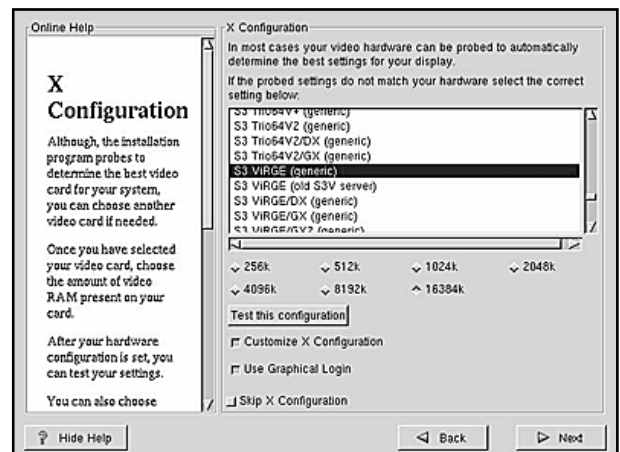 Online Help
X
Configuration
Although, the installation
program probes to
determine the best video
card for your system,
you can choose another
video card if needed.
Once you have selected
your video card, choose
the amount of video
RAM present on your
card.
After your hardware
configuration is set, you
can test your settings.
You can also choose
X Configuration
In most cases your video hardware can be probed to automatically
determine the best settings for your display.
If the probed settings do not match your hardware select the correct
setting below:
S3 Trio64V+ (generic)
S3 Trio64V2 (generic)
S3 Trio64V2/DX (generic)
S3 Trio64V2/GX (generic)
S3 ViRGE (generic)
S3 ViRGE (old S3V server)
S3 ViRGE/DX (generic)
S3 ViRGE/GX (generic)
S3 ViRGE/GX2 (generic)
256k 512k 1024k 2048k
4096k 8192k 16384k
Test this configuration
Customize X Configuration
Use Graphical Login
Skip X Configuration
? Hide Help
Back
Next